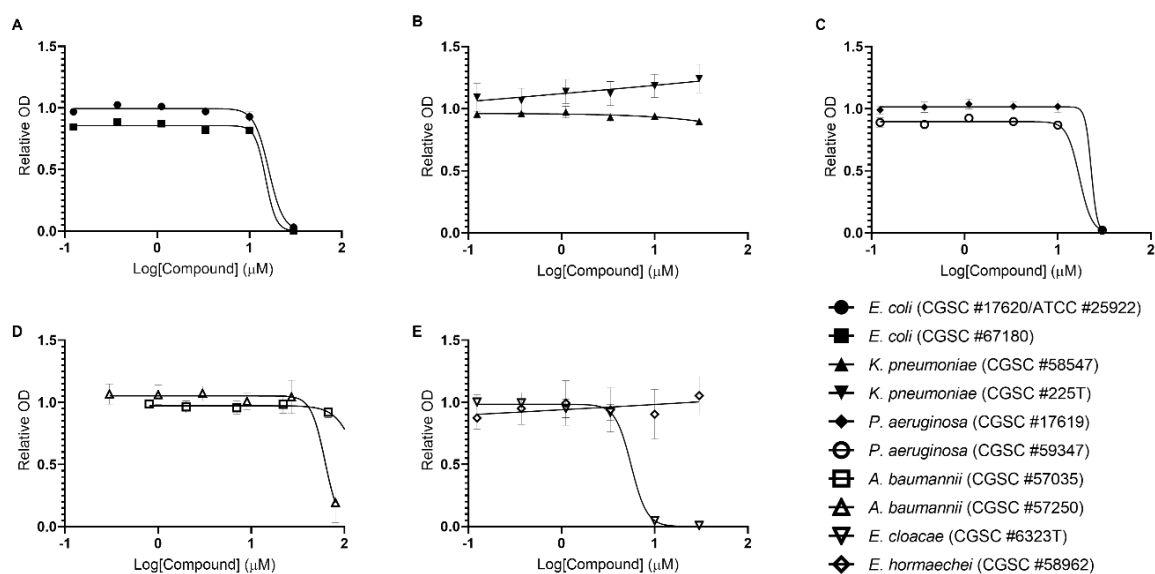 A
1.5
1.0
0.5
0.0
Relative OD
-1
0
1
2
Log[Compound] (μM)
B
1.5
1.0
0.5
0.0
Relative OD
-1
0
1
2
Log[Compound] (μM)
C
1.5
1.0
0.5
0.0
Relative OD
-1
0
1
2
Log[Compound] (μM)
D
1.5
1.0
0.5
0.0
Relative OD
-1
0
1
2
Log[Compound] (μM)
E
1.5
1.0
0.5
0.0
Relative OD
-1
0
1
2
Log[Compound] (μM)
E. coli (CGSC #17620/ATCC #25922)
E. coli (CGSC #67180)
K. pneumoniae (CGSC #58547)
K. pneumoniae (CGSC #225T)
P. aeruginosa (CGSC #17619)
P. aeruginosa (CGSC #59347)
A. baumannii (CGSC #57035)
A. baumannii (CGSC #57250)
E. cloacae (CGSC #6323T)
E. hormaechei (CGSC #58962)